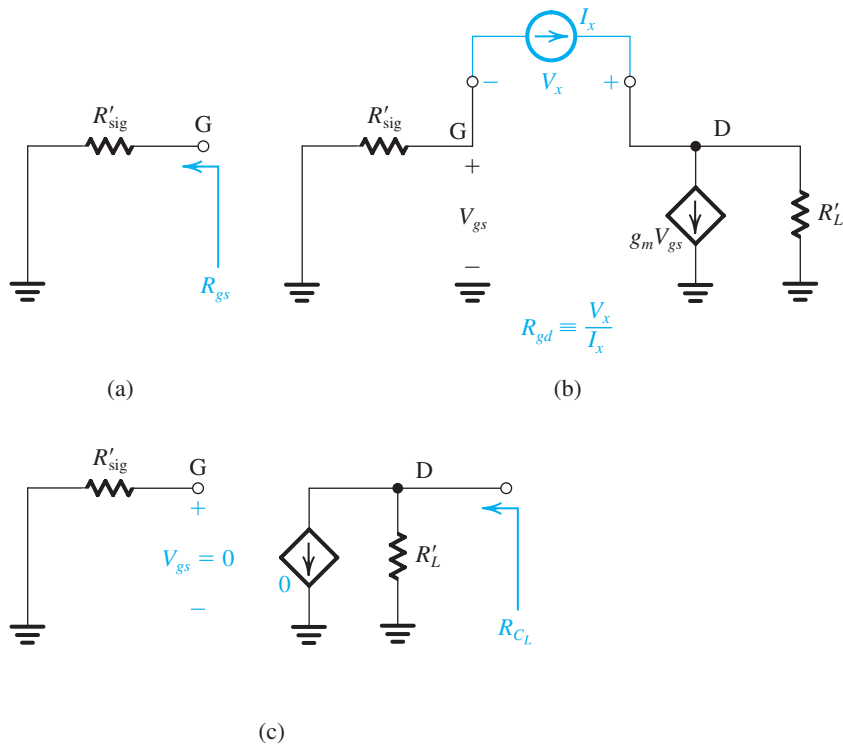 R′sig
G
Rgs
(a)
Ix
− Vx +
R′sig
G
D
+
Vgs
−
gmVgs
R′L
Rgd ≡ Vx/Ix
(b)
R′sig
G
+
Vgs = 0
−
D
0
R′L
RCL
(c)